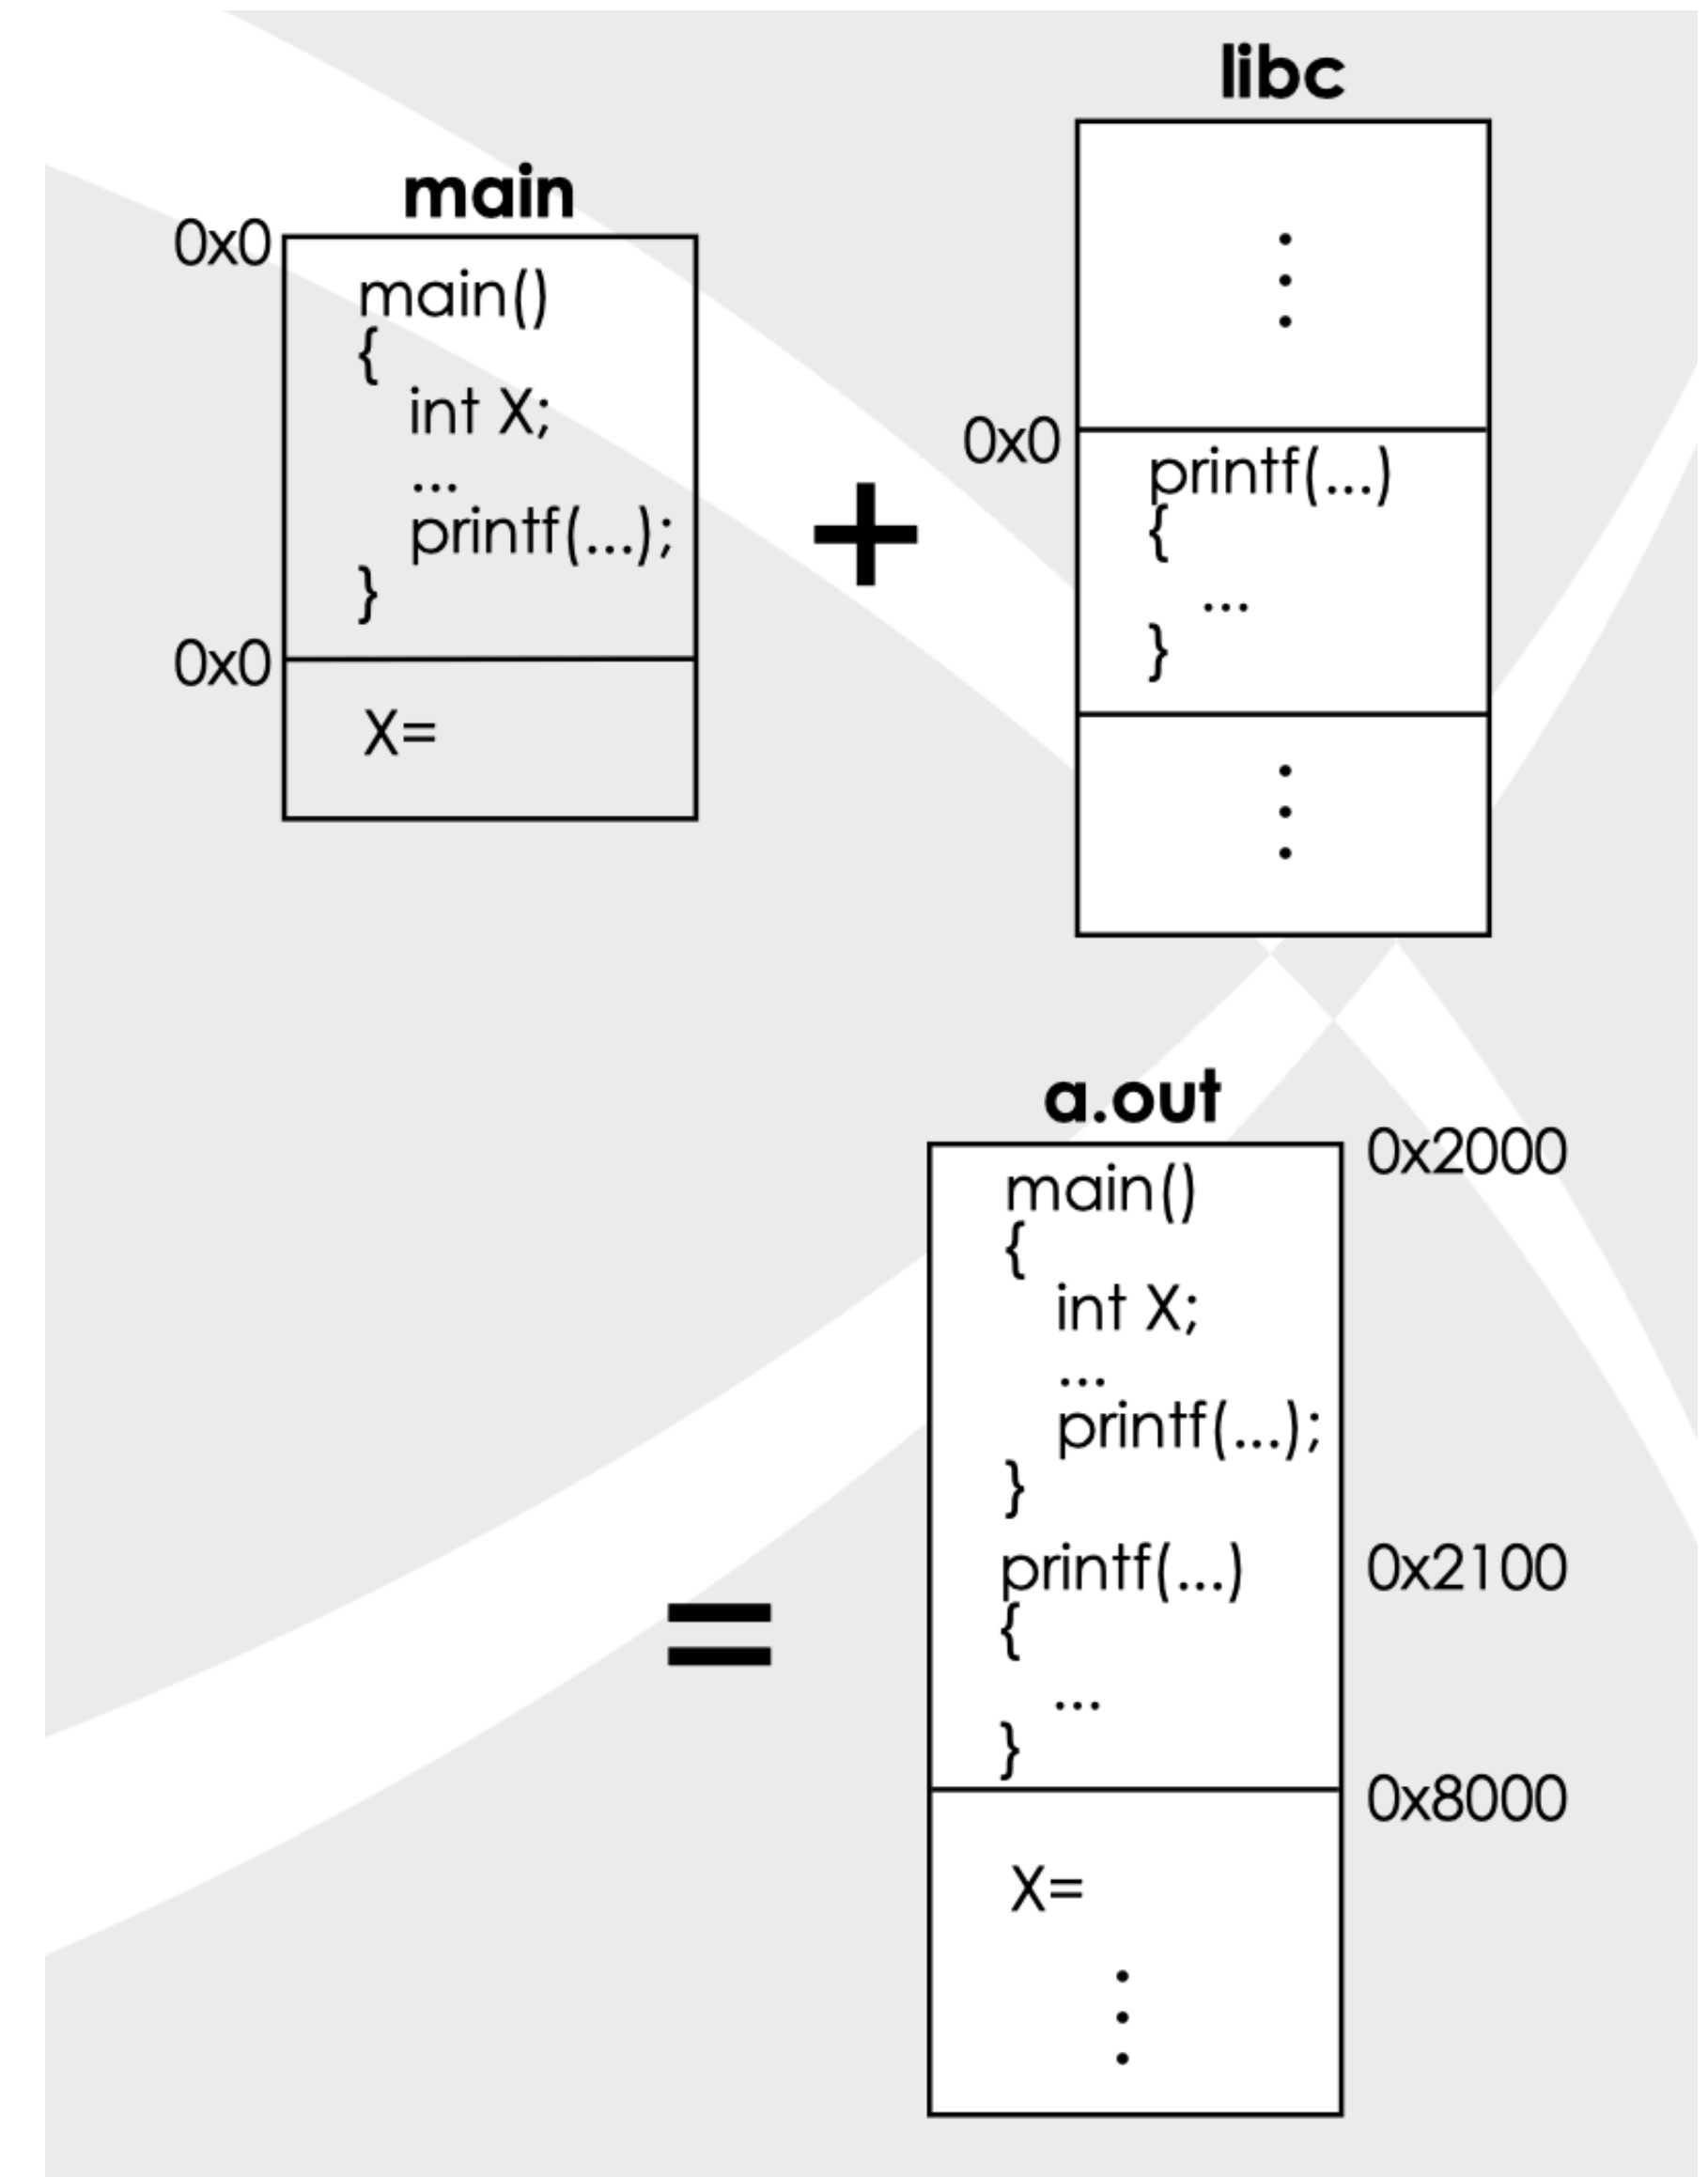 libc
main
0x0
main()
{
int X;
...
printf(...);
}
0x0
X=
+
0x0
printf(...)
{
...
}
=
a.out
0x2000
main()
{
int X;
...
printf(...);
}
printf(...)
0x2100
{
...
}
0x8000
X=